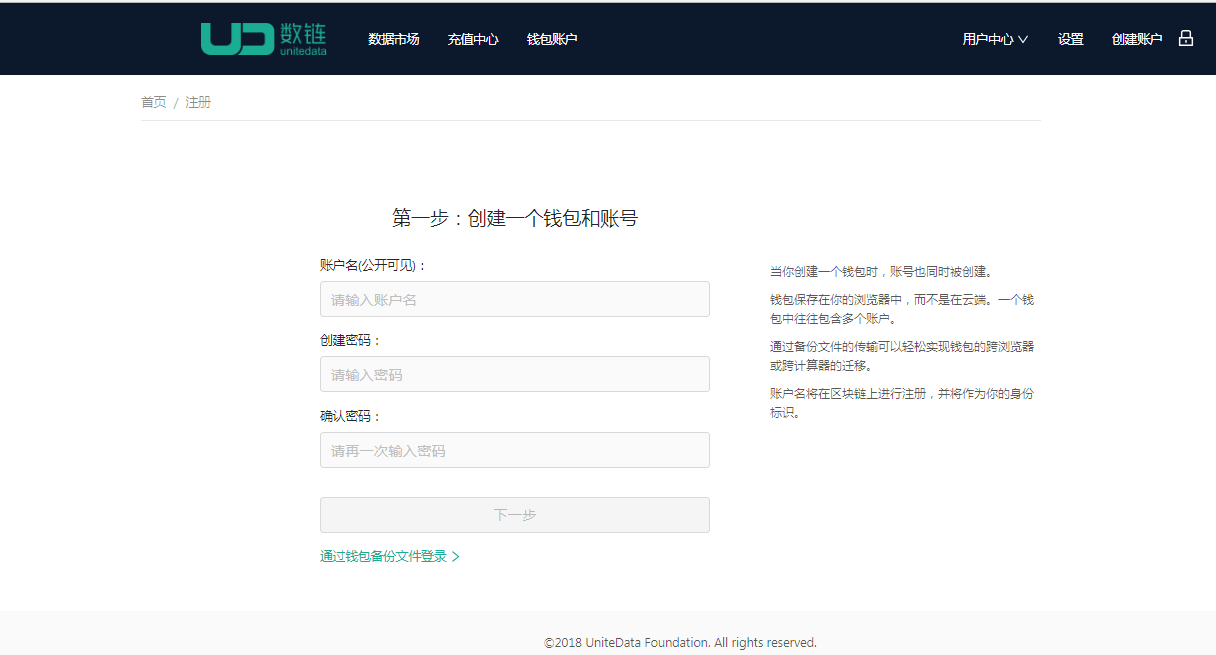 数链
unitedata
数据市场 充值中心 钱包账户 用户中心 设置 创建账户
首页 / 注册
第一步：创建一个钱包和账号
账户名(公开可见)：
请输入账户名
创建密码：
请输入密码
确认密码：
请再一次输入密码
下一步
通过钱包备份文件登录 >
当你创建一个钱包时，账号也同时被创建。
钱包保存在你的浏览器中，而不是在云端。一个钱
包中往往包含多个账户。
通过备份文件的传输可以轻松实现钱包的跨浏览器
或跨计算器的迁移。
账户名将在区块链上进行注册，并将作为你的身份
标识。
©2018 UniteData Foundation. All rights reserved.